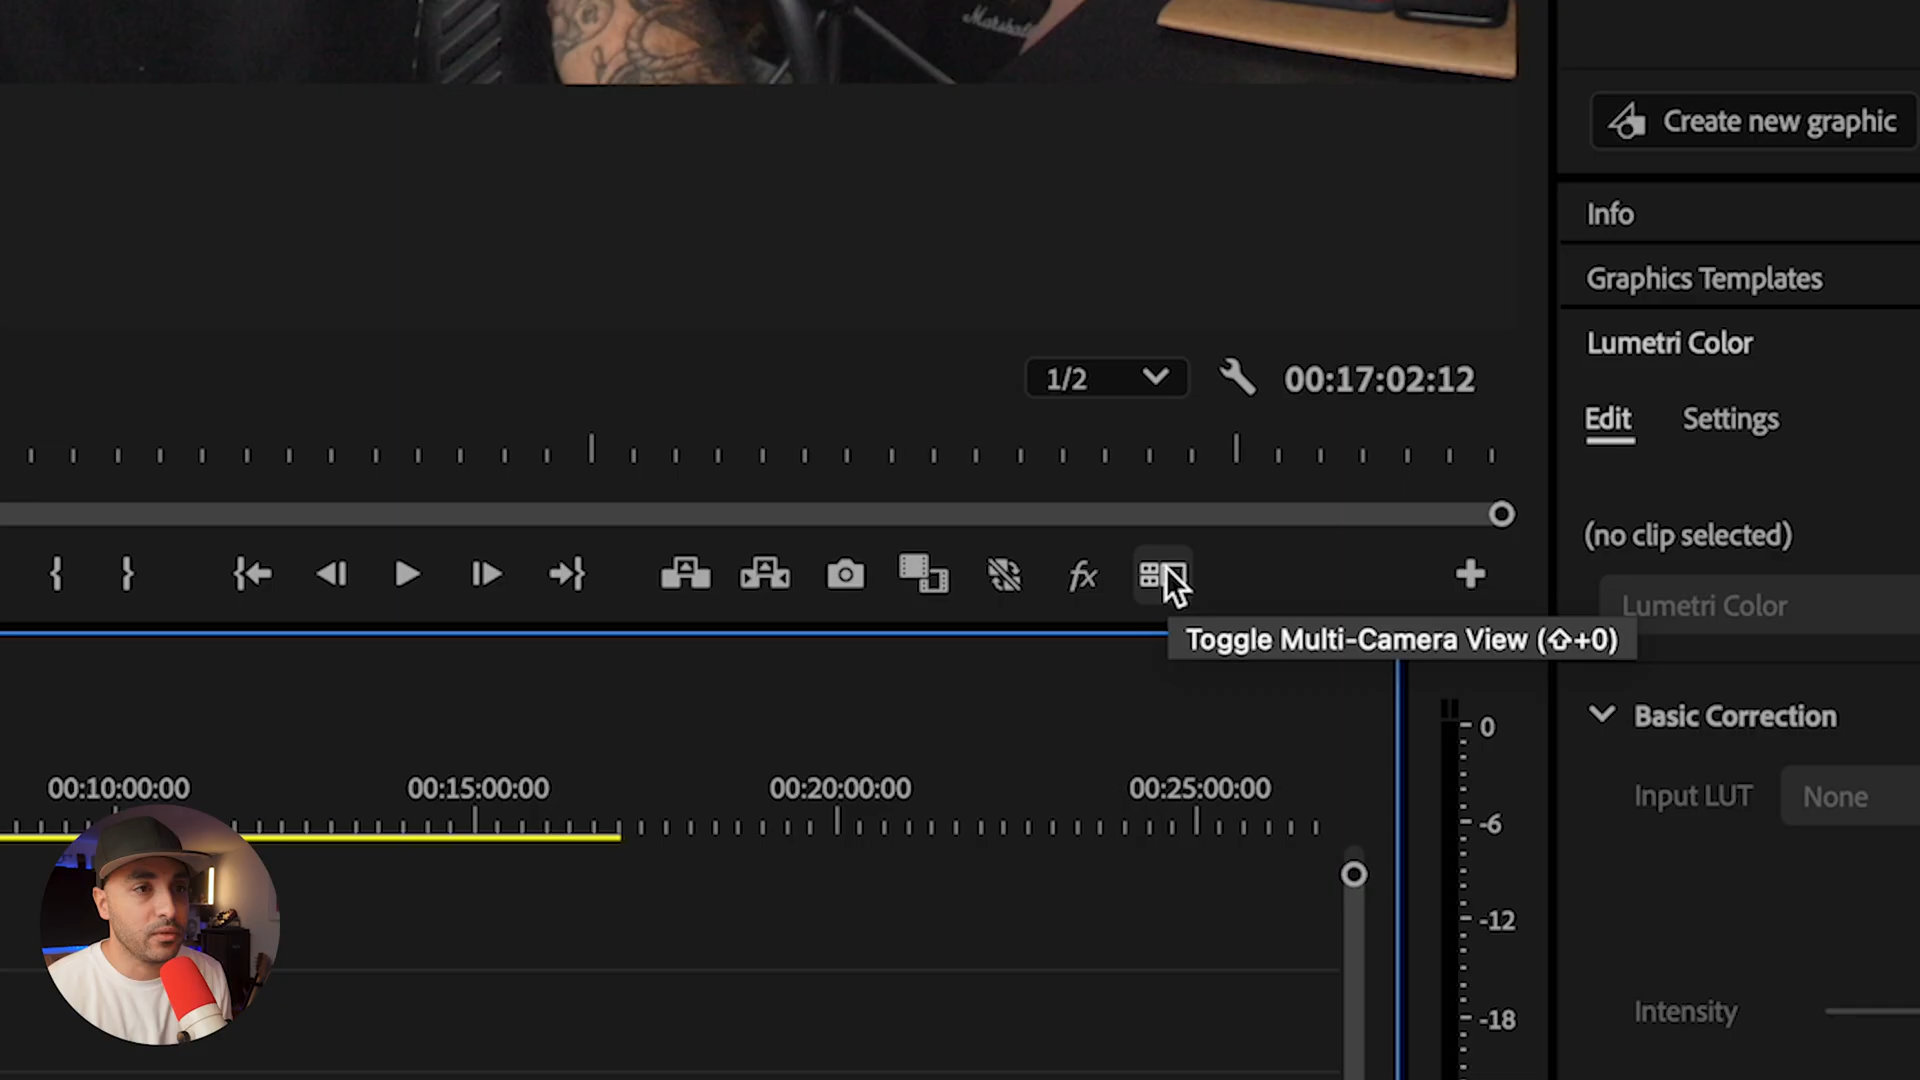 Marshall
Create new graphic
Info
Graphics Templates
Lumetri Color
1/2
00:17:02:12
Edit
Settings
(no clip selected)
fx
Lumetri Color
Toggle Multi-Camera View (⇧+0)
Basic Correction
0
00:10:00:00
00:15:00:00
00:20:00:00
00:25:00:00
Input LUT
None
-6
-12
Intensity
-18